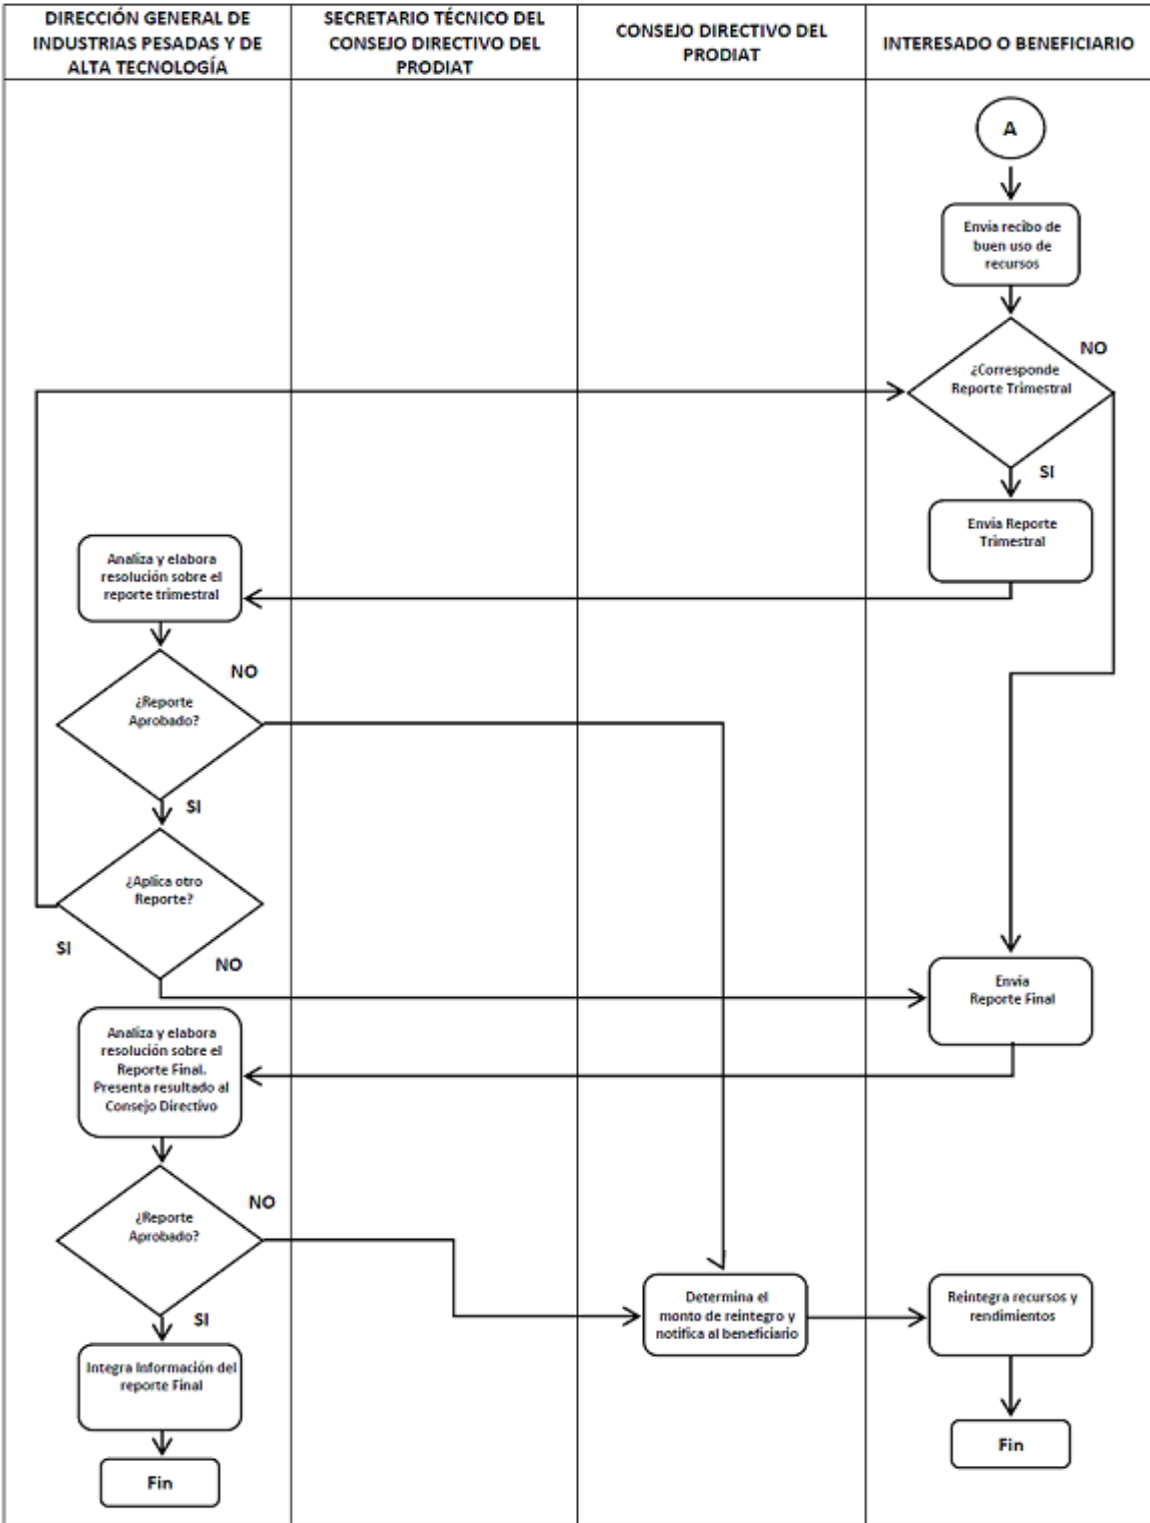 DIRECCIÓN GENERAL DE
INDUSTRIAS PESADAS Y DE
ALTA TECNOLOGÍA
SECRETARIO TÉCNICO DEL
CONSEJO DIRECTIVO DEL
PRODIAT
CONSEJO DIRECTIVO DEL
PRODIAT
INTERESADO O BENEFICIARIO
A
Envía recibo de
buen uso de
recursos
NO
¿Corresponde
Reporte Trimestral
SI
Envía Reporte
Trimestral
Analiza y elabora
resolución sobre el
reporte trimestral
NO
¿Reporte
Aprobado?
SI
¿Aplica otro
Reporte?
SI
NO
Envía
Reporte Final
Analiza y elabora
resolución sobre el
Reporte Final.
Presenta resultado al
Consejo Directivo
NO
¿Reporte
Aprobado?
SI
Determina el
monto de reintegro y
notifica al beneficiario
Reintegra recursos y
rendimientos
Integra Información del
reporte Final
Fin
Fin